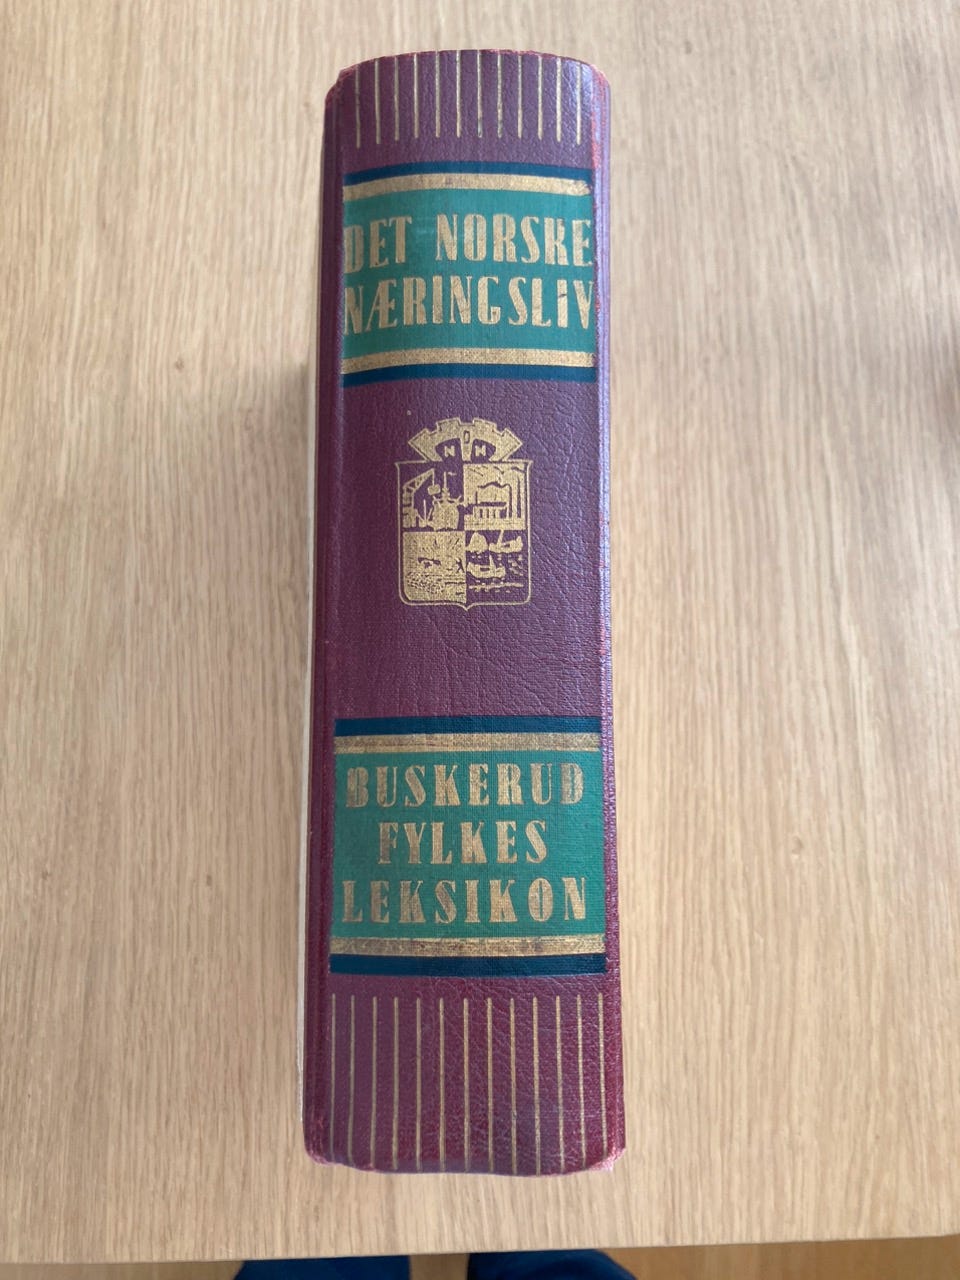 DET NORSKE
NÆRINGSLIV
N D N
BUSKERUD
FYLKES
LEKSIKON